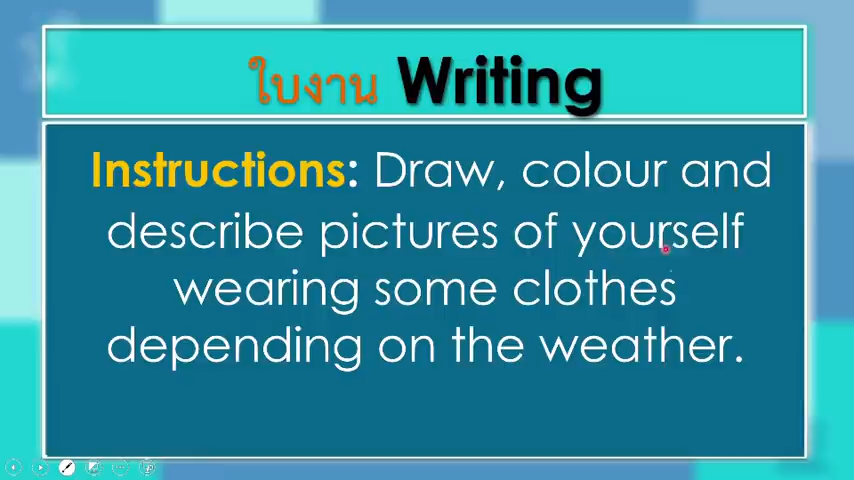 ใบงาน Writing
Instructions: Draw, colour and
describe pictures of yourself
wearing some clothes
depending on the weather.